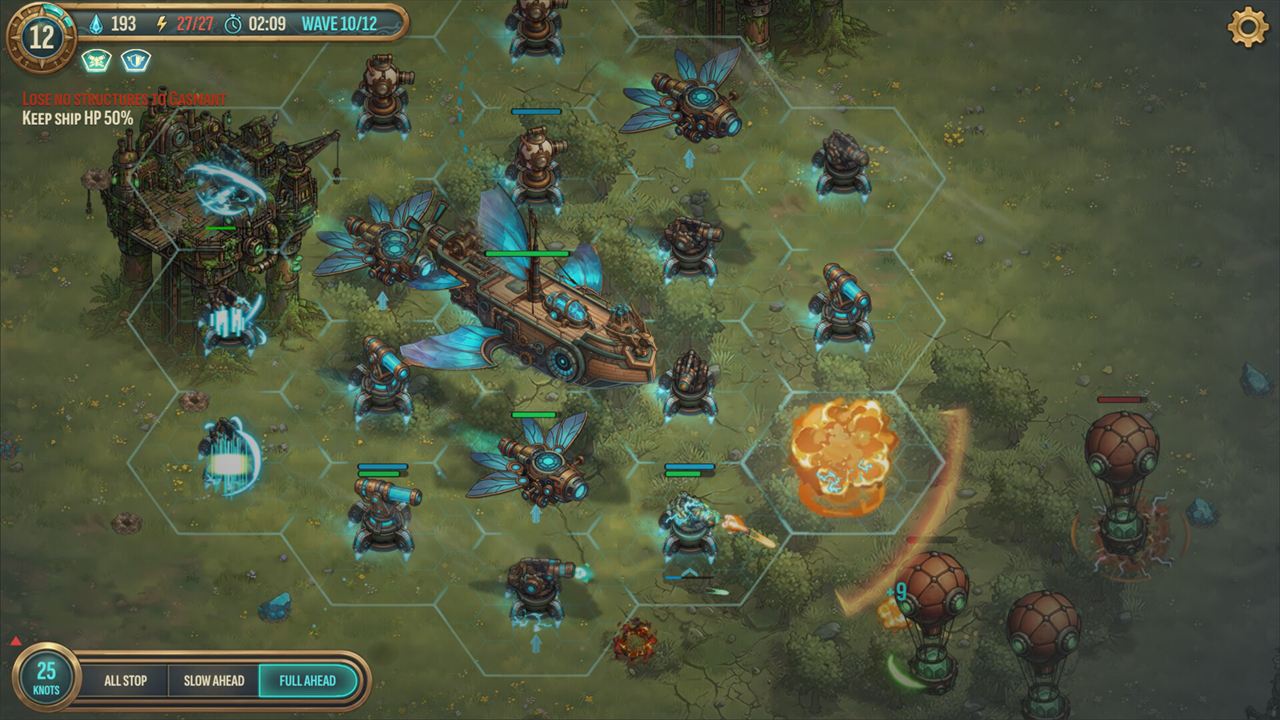 12
193
27/27
02:09
WAVE 10/12
LOSE NO STRUCTURES TO GASNANT
KEEP SHIP HP 50%
+9
25
KNOTS
ALL STOP
SLOW AHEAD
FULL AHEAD